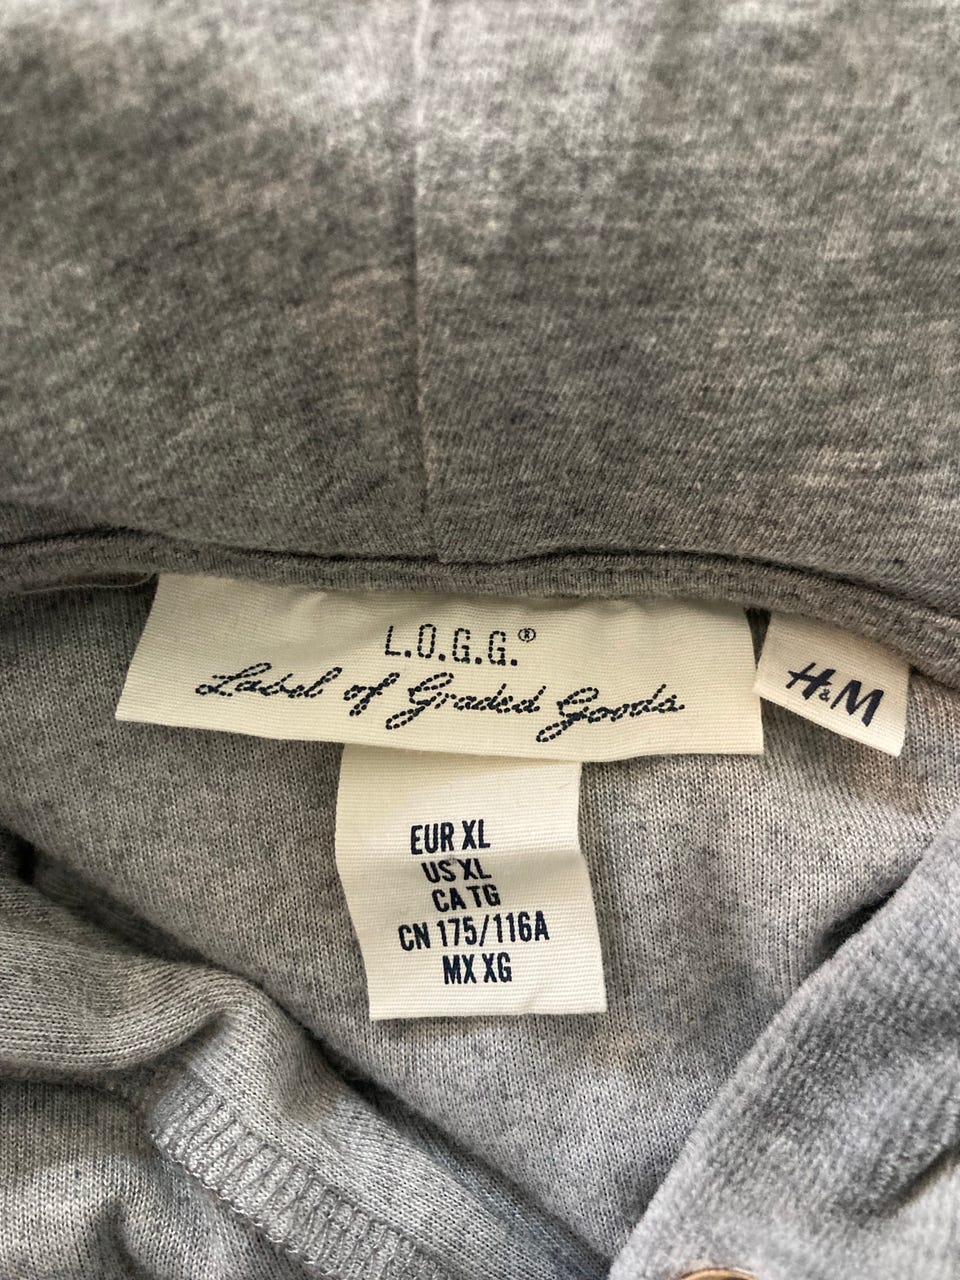 L.O.G.G.®
Label of Graded Goods
H&M
EUR XL
US XL
CA TG
CN 175/116A
MX XG